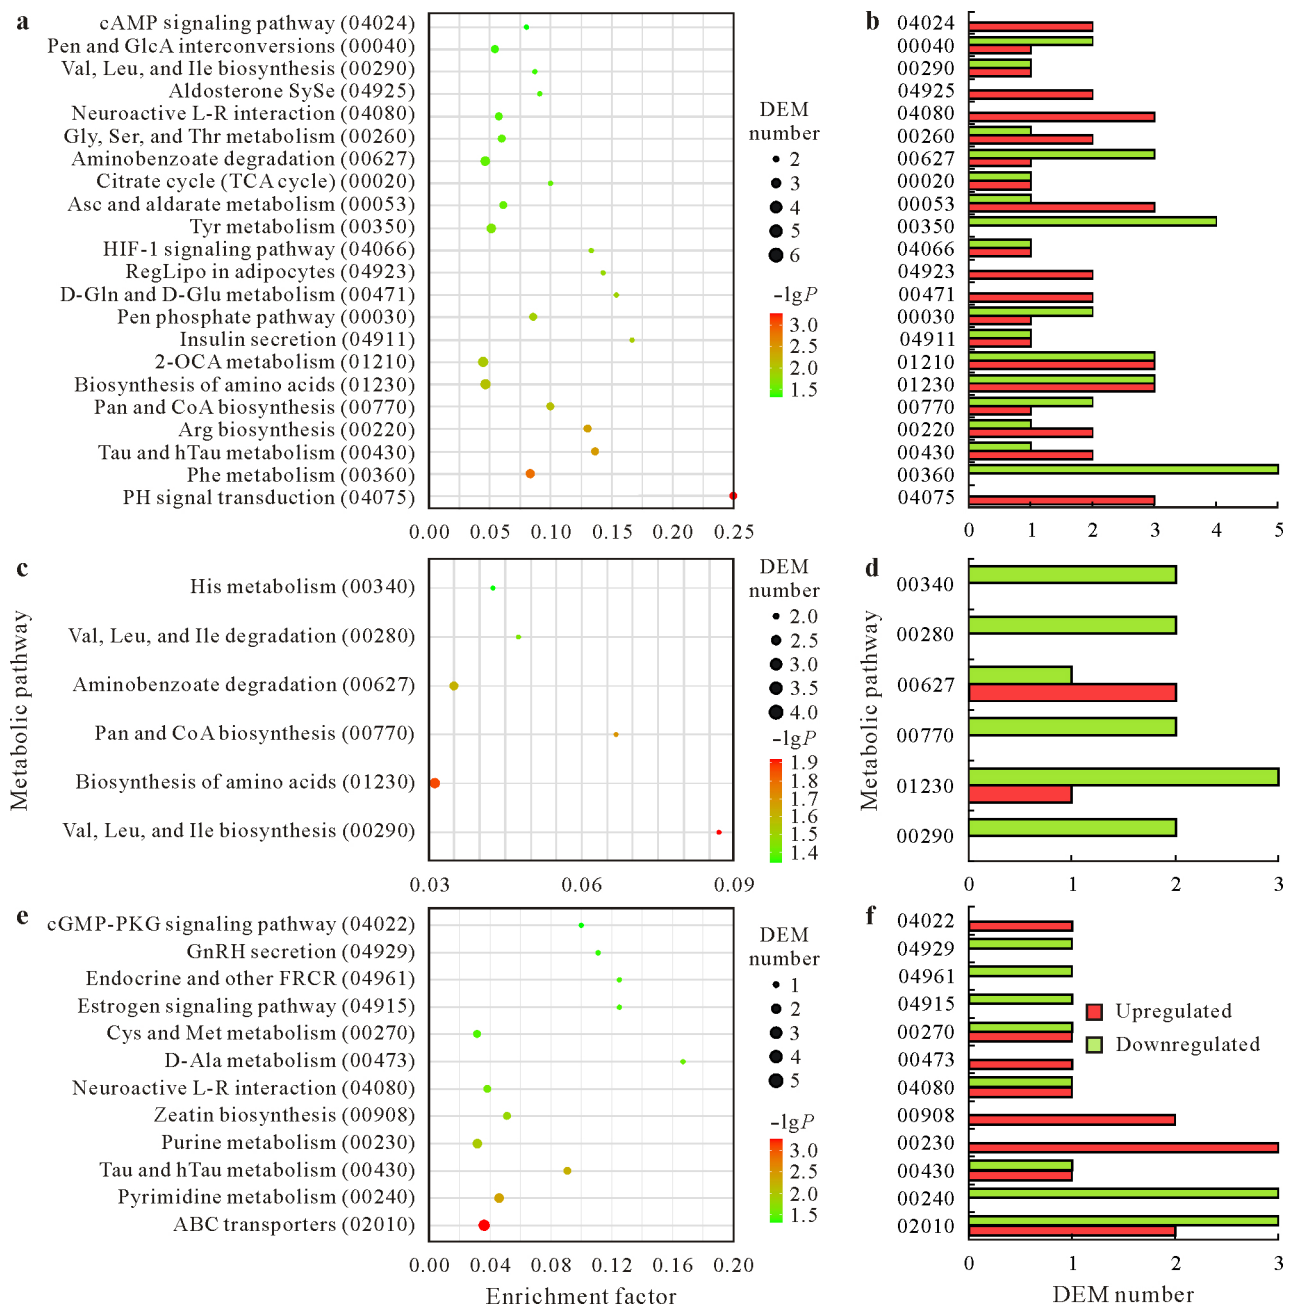 a
cAMP signaling pathway (04024)
Pen and GlcA interconversions (00040)
Val, Leu, and Ile biosynthesis (00290)
Aldosterone SySe (04925)
Neuroactive L-R interaction (04080)
Gly, Ser, and Thr metabolism (00260)
Aminobenzoate degradation (00627)
Citrate cycle (TCA cycle) (00020)
Asc and aldarate metabolism (00053)
Tyr metabolism (00350)
HIF-1 signaling pathway (04066)
RegLipo in adipocytes (04923)
D-Gln and D-Glu metabolism (00471)
Pen phosphate pathway (00030)
Insulin secretion (04911)
2-OCA metabolism (01210)
Biosynthesis of amino acids (01230)
Pan and CoA biosynthesis (00770)
Arg biosynthesis (00220)
Tau and hTau metabolism (00430)
Phe metabolism (00360)
PH signal transduction (04075)
0.00 0.05 0.15 0.20 0.25
DEM
number
2
3
4
5
6
–lgP
3.0
2.5
2.0
1.5
b
04024
00040
00290
04925
04080
00260
00627
00020
00053
00350
04066
04923
00471
00030
04911
01210
01230
00770
00220
00430
00360
04075
0 1 2 3 4 5
c
Metabolic pathway
His metabolism (00340)
Val, Leu, and Ile degradation (00280)
Aminobenzoate degradation (00627)
Pan and CoA biosynthesis (00770)
Biosynthesis of amino acids (01230)
Val, Leu, and Ile biosynthesis (00290)
0.03 0.06 0.09
DEM
number
2.0
2.5
3.0
3.5
4.0
–lgP
1.9
1.8
1.7
1.6
1.5
1.4
d
Metabolic pathway
00340
00280
00627
00770
01230
00290
0 1 2 3
e
cGMP-PKG signaling pathway (04022)
GnRH secretion (04929)
Endocrine and other FRCR (04961)
Estrogen signaling pathway (04915)
Cys and Met metabolism (00270)
D-Ala metabolism (00473)
Neuroactive L-R interaction (04080)
Zeatin biosynthesis (00908)
Purine metabolism (00230)
Tau and hTau metabolism (00430)
Pyrimidine metabolism (00240)
ABC transporters (02010)
0.00 0.04 0.08 0.12 0.16 0.20
Enrichment factor
DEM
number
1
2
3
4
5
–lgP
3.0
2.5
2.0
1.5
f
04022
04929
04961
04915
00270
00473
04080
00908
00230
00430
00240
02010
Upregulated
Downregulated
0 1 2 3
DEM number